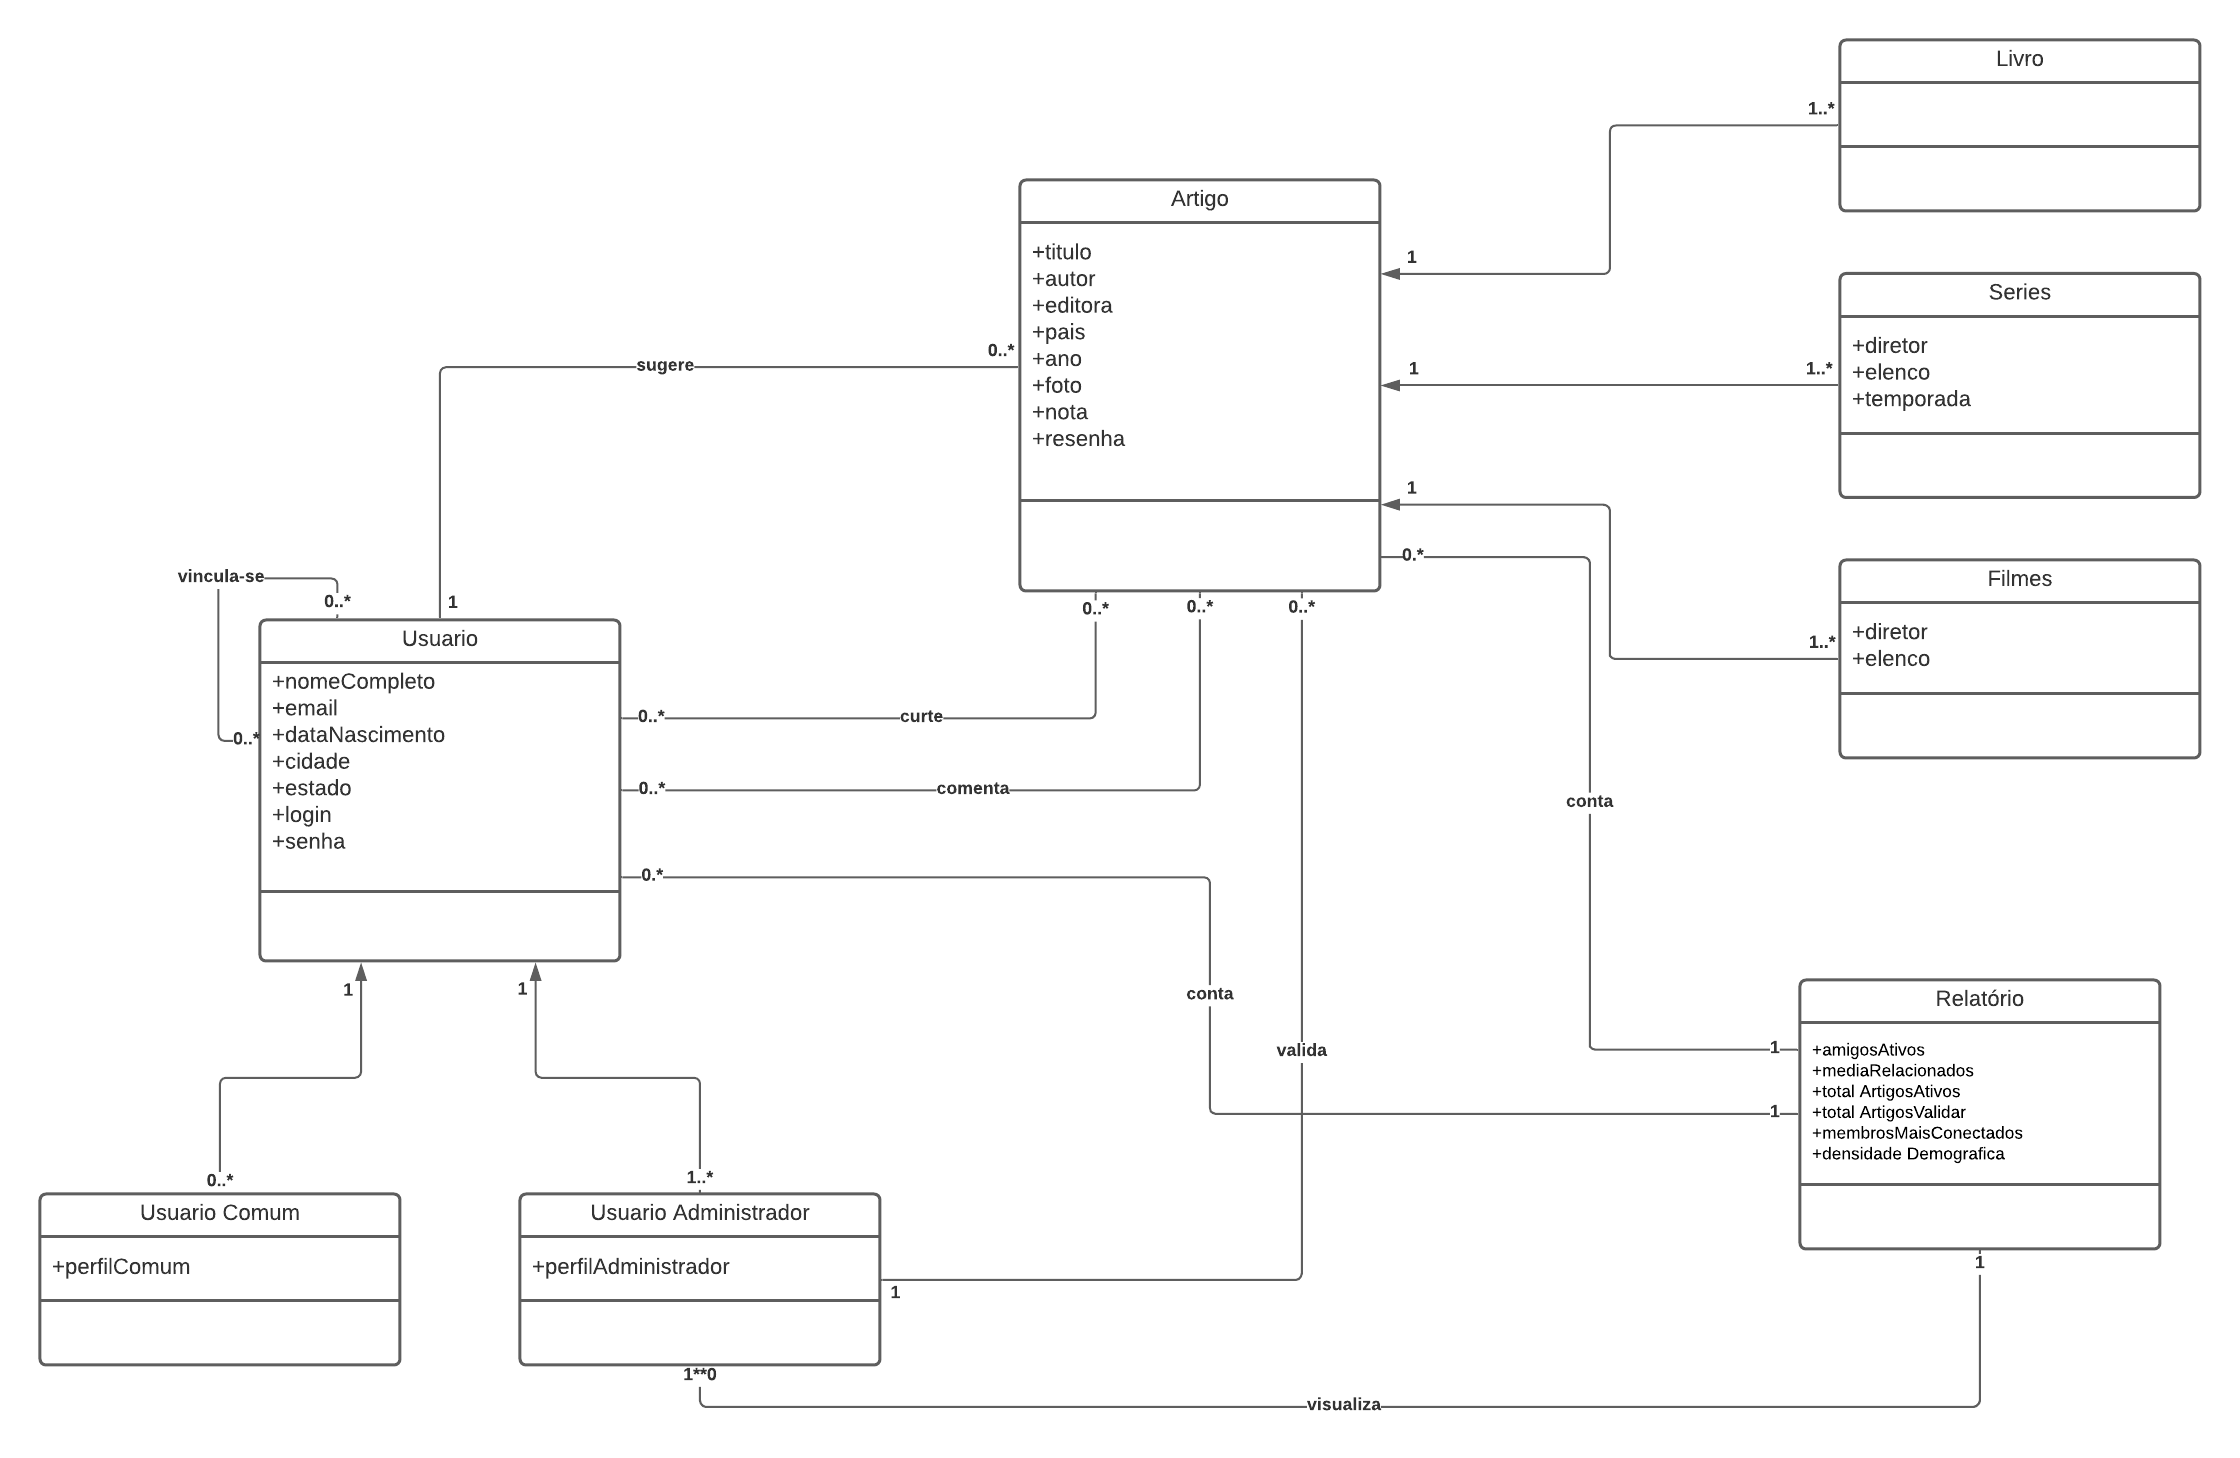 Livro
1..*
Artigo
+titulo
+autor
+editora
+pais
+ano
+foto
+nota
+resenha
1
Series
+diretor
+elenco
+temporada
1
1..*
sugere
0..*
1
0.*
Filmes
+diretor
+elenco
1..*
vincula-se
0..*
1
0..*
0..*
0..*
Usuario
+nomeCompleto
+email
+dataNascimento
+cidade
+estado
+login
+senha
0..*
0..*
curte
0..*
comenta
0.*
conta
conta
valida
1
1
Relatório
+amigosAtivos
+mediaRelacionados
+total ArtigosAtivos
+total ArtigosValidar
+membrosMaisConectados
+densidade Demografica
1
1
0..*
1..*
Usuario Comum
+perfilComum
Usuario Administrador
+perfilAdministrador
1
1
1**0
visualiza